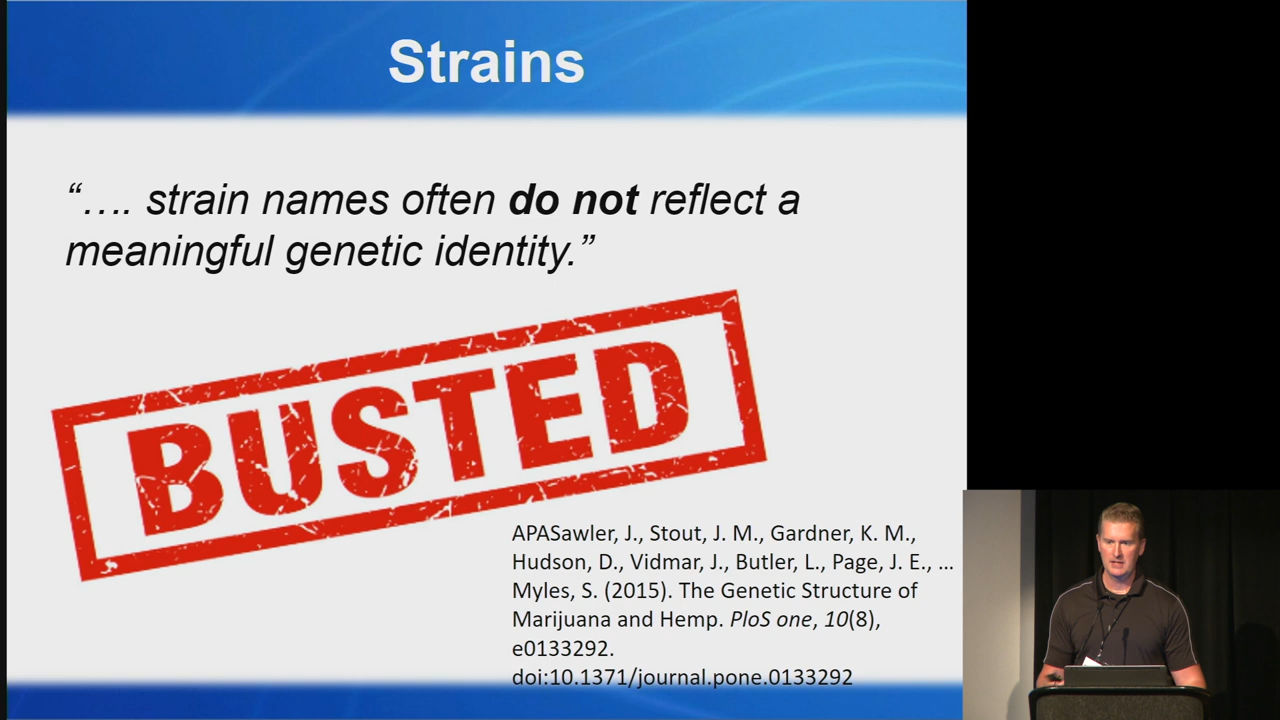 Strains
“…. strain names often do not reflect a
meaningful genetic identity.”
BUSTED
APASawler, J., Stout, J. M., Gardner, K. M.,
Hudson, D., Vidmar, J., Butler, L., Page, J. E., …
Myles, S. (2015). The Genetic Structure of
Marijuana and Hemp. PloS one, 10(8),
e0133292.
doi:10.1371/journal.pone.0133292